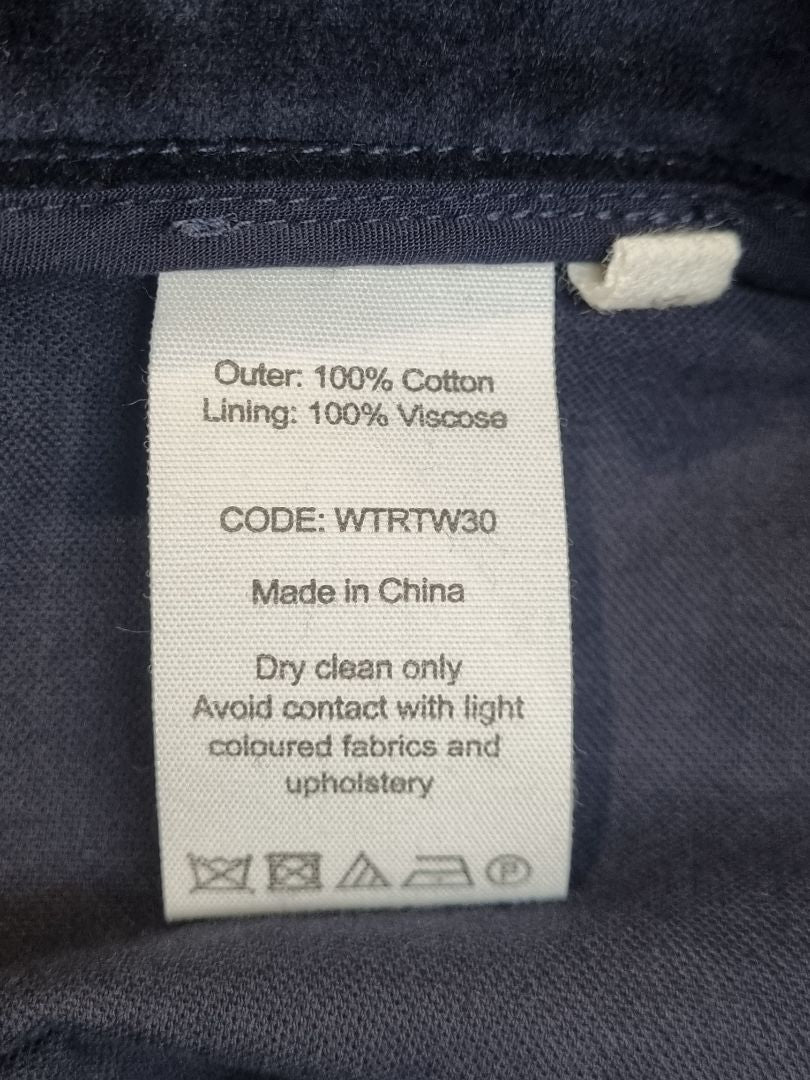 Outer: 100% Cotton
Lining: 100% Viscose
CODE: WTRTW30
Made in China
Dry clean only
Avoid contact with light
coloured fabrics and
upholstery
P